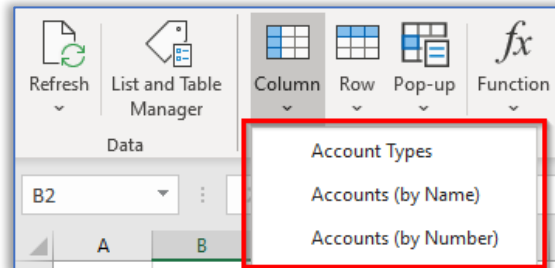 Refresh
List and Table
Manager
Column
Row
Pop-up
fx
Function
Data
Account Types
B2
Accounts (by Name)
Accounts (by Number)
A
B